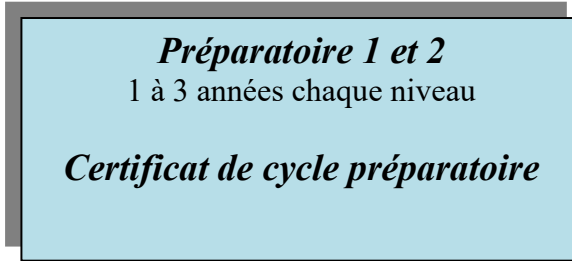 Préparatoire 1 et 2
1 à 3 années chaque niveau
Certificat de cycle préparatoire